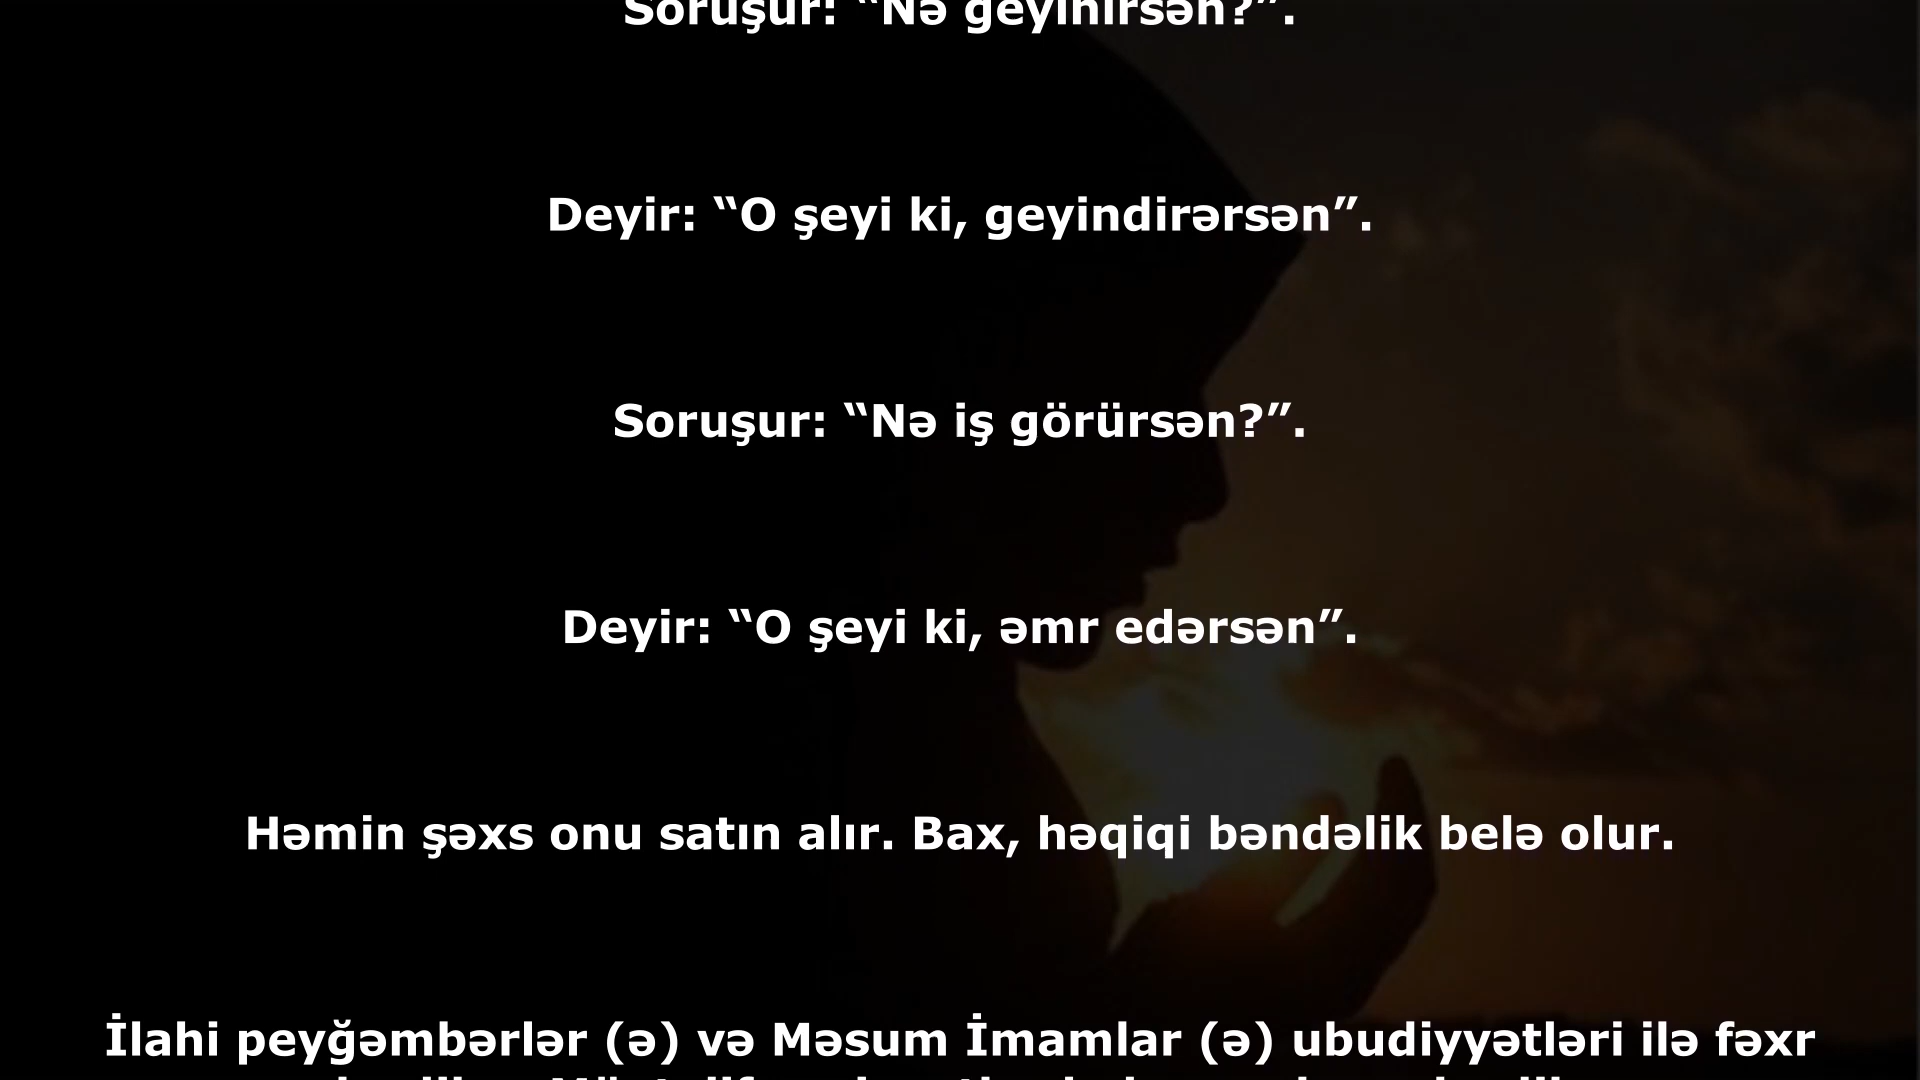 Soruşur: “Nə geyinirsən?”.
Deyir: “O şeyi ki, geyindirərsən”.
Soruşur: “Nə iş görürsən?”.
Deyir: “O şeyi ki, əmr edərsən”.
Həmin şəxs onu satın alır. Bax, həqiqi bəndəlik belə olur.
İlahi peyğəmbərlər (ə) və Məsum İmamlar (ə) ubudiyyətləri ilə fəxr